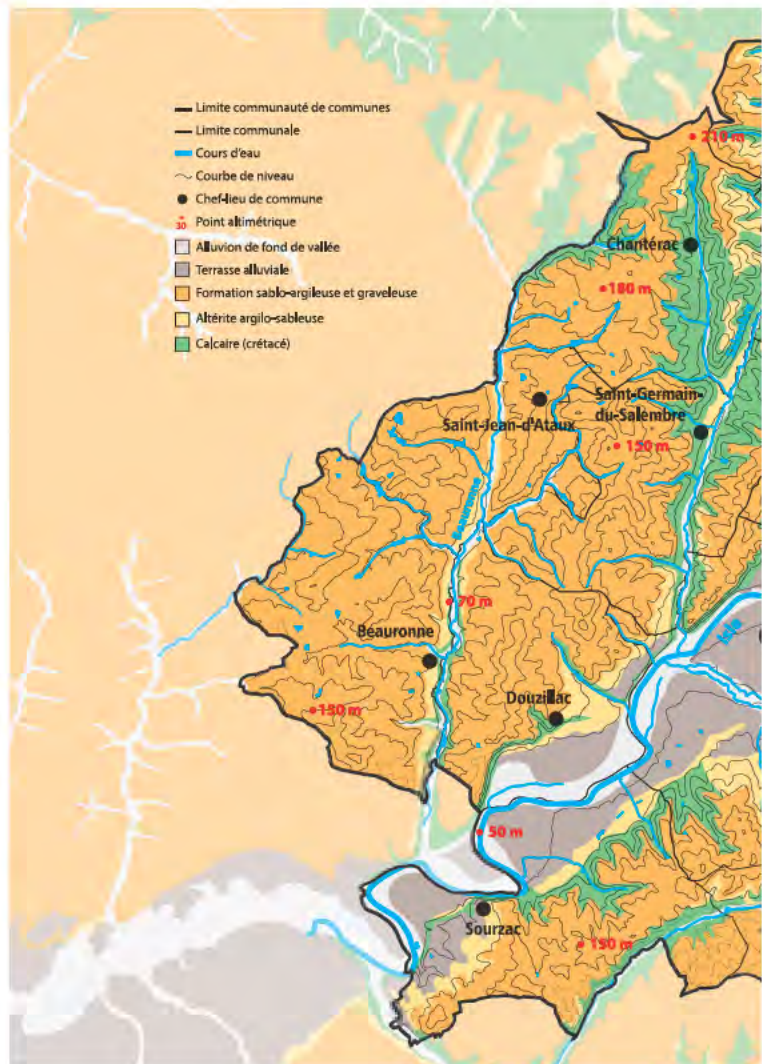 Limite communauté de communes
Limite communale
Cours d'eau
Courbe de niveau
Chef-lieu de commune
30 Point altimétrique
Alluvion de fond de vallée
Terrasse alluviale
Formation sablo-argileuse et graveleuse
Altérite argilo-sableuse
Calcaire (crétacé)
210 m
Chantérac
180 m
Saint-Germain-
du-Salembre
Saint-Jean-d'Ataux
150 m
Beauronne
70 m
Beauronne
Isle
Douzillac
130 m
50 m
Sourzac
150 m